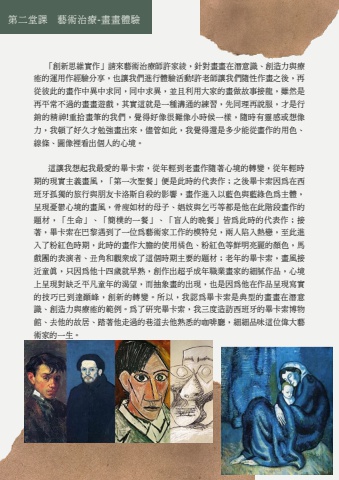 第二堂課　藝術治療-畫畫體驗
「創新思維實作」請來藝術治療師許家綾，針對畫畫在潛意識、創造力與療
能的運用作經驗分享，也讓我們進行體驗活動!許老師讓我們隨性作畫之後，再
從彼此的畫作中異中求同，同中求異，並且利用大家的畫做故事接龍，雖然是
再平常不過的畫畫遊戲，其實這就是一種溝通的練習，先同理再說服，才是行
銷的精神!重拾畫筆的我們，覺得好像很難像小時候一樣，隨時有靈感或想像
力，我頓了好久才勉強畫出來，儘管如此，我覺得還是多少能從畫作的用色、
線條、圖像裡看出個人的心境。
這讓我想起我最愛的畢卡索，從年輕到老畫作隨著心境的轉變，從年輕時
期的現實主義畫風，「第一次聖餐」便是此時的代表作；之後畢卡索因為在西
班牙孤獨的旅行與朋友卡洛斯自殺的影響，畫作進入以藍色與藍綠色為主體，
呈現憂鬱心境的畫風，骨瘦如材的母子、娼妓與乞丐等都是他在此階段畫作的
題材，「生命」、「簡樸的一餐」、「盲人的晚餐」皆為此時的代表作；接
著，畢卡索在巴黎遇到了一位為藝術家工作的模特兒，兩人陷入熱戀，至此進
入了粉紅色時期，此時的畫作大膽的使用橘色、粉紅色等鮮明亮麗的顏色，馬
戲團的表演者、丑角和觀眾成了這個時期主要的題材；老年的畢卡索，畫風接
近童真，只因為他十四歲就早熟，創作出超乎成年職業畫家的細膩作品，心境
上呈現對缺乏平凡童年的渴望，而抽象畫的出現，也是因為他在作品呈現寫實
的技巧已到達顛峰，創新的轉變。所以，我認為畢卡索是典型的畫畫在潛意
識、創造力與療能的範例。為了研究畢卡索，我三度造訪西班牙的畢卡索博物
館、去他的故居、踏著他走過的巷道去他熟悉的咖啡廳，細細品味這位偉大藝
術家的一生。